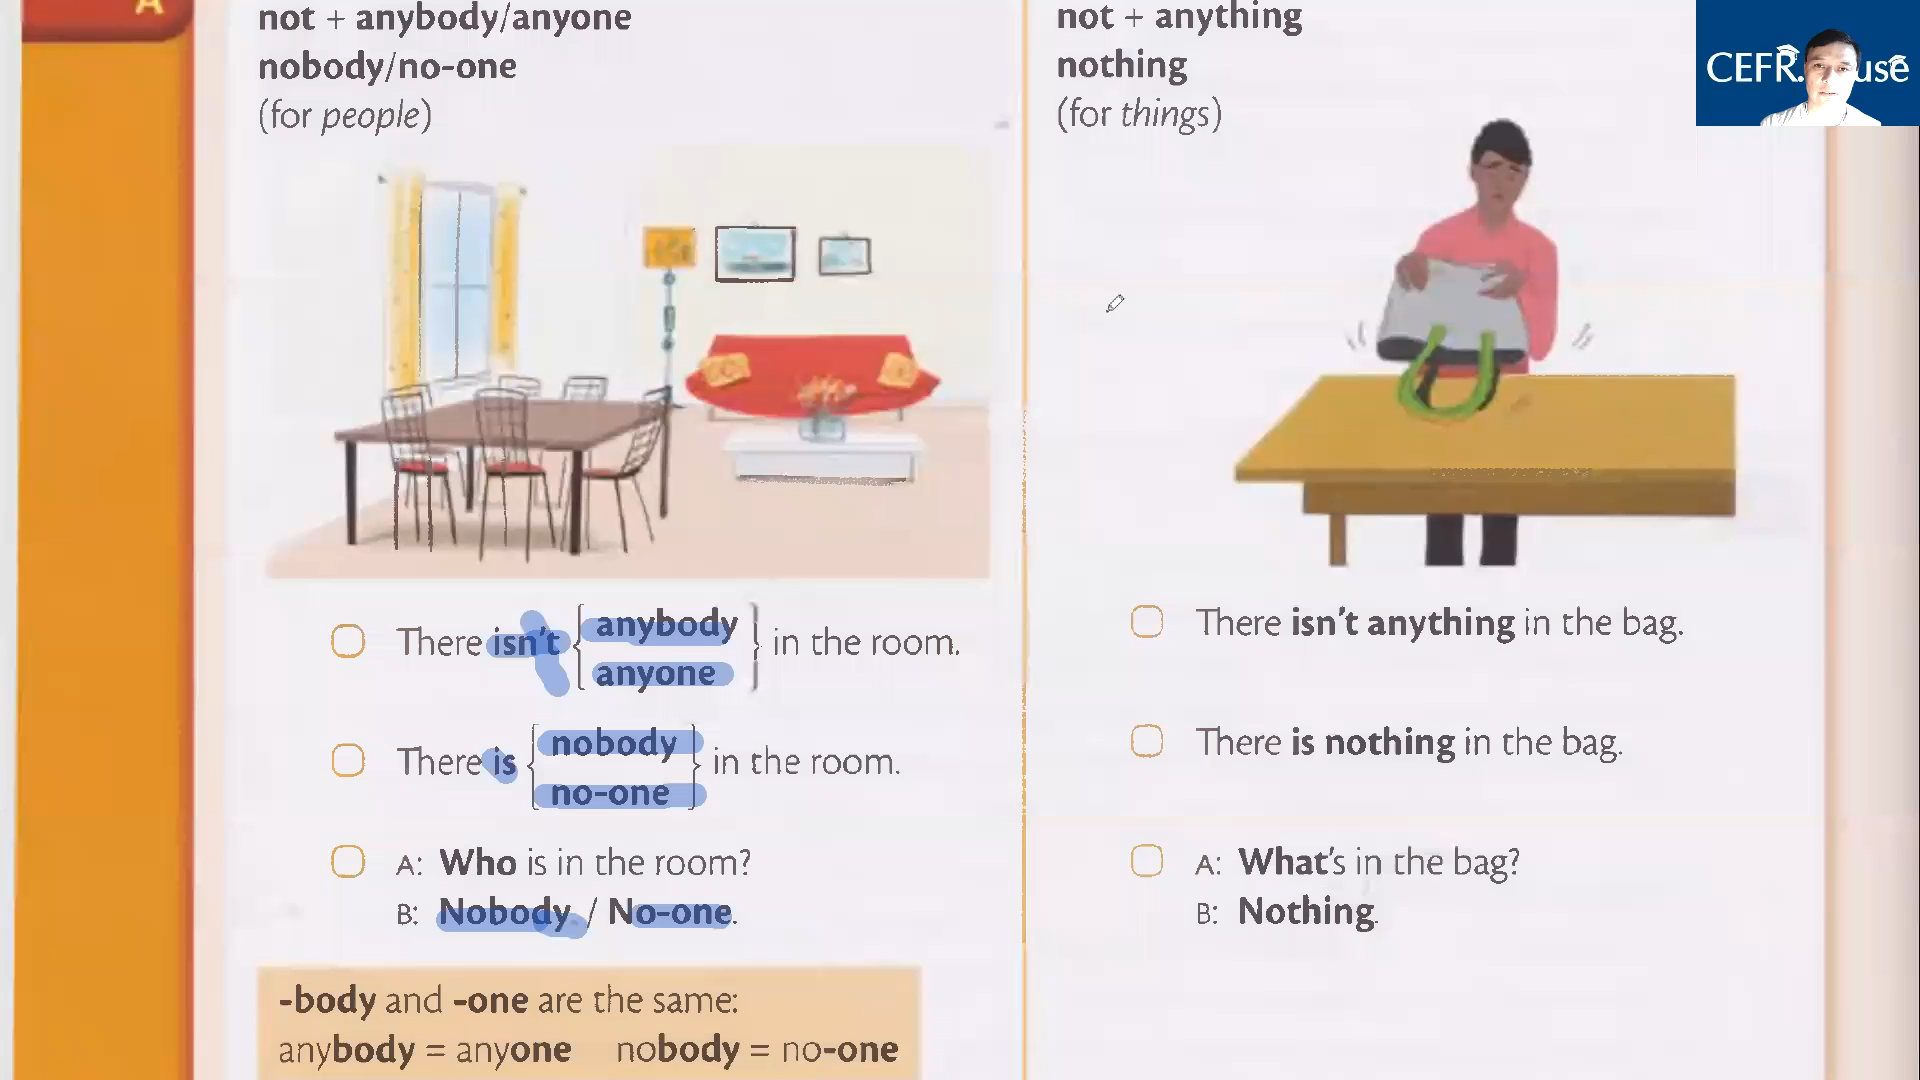 A
not + anybody/anyone
nobody/no-one
(for people)
There isn't { anybody
anyone } in the room.
There is { nobody
no-one } in the room.
A: Who is in the room?
B: Nobody / No-one.
-body and -one are the same:
anybody = anyone nobody = no-one
not + anything
nothing
(for things)
There isn't anything in the bag.
There is nothing in the bag.
A: What's in the bag?
B: Nothing.
CEFR